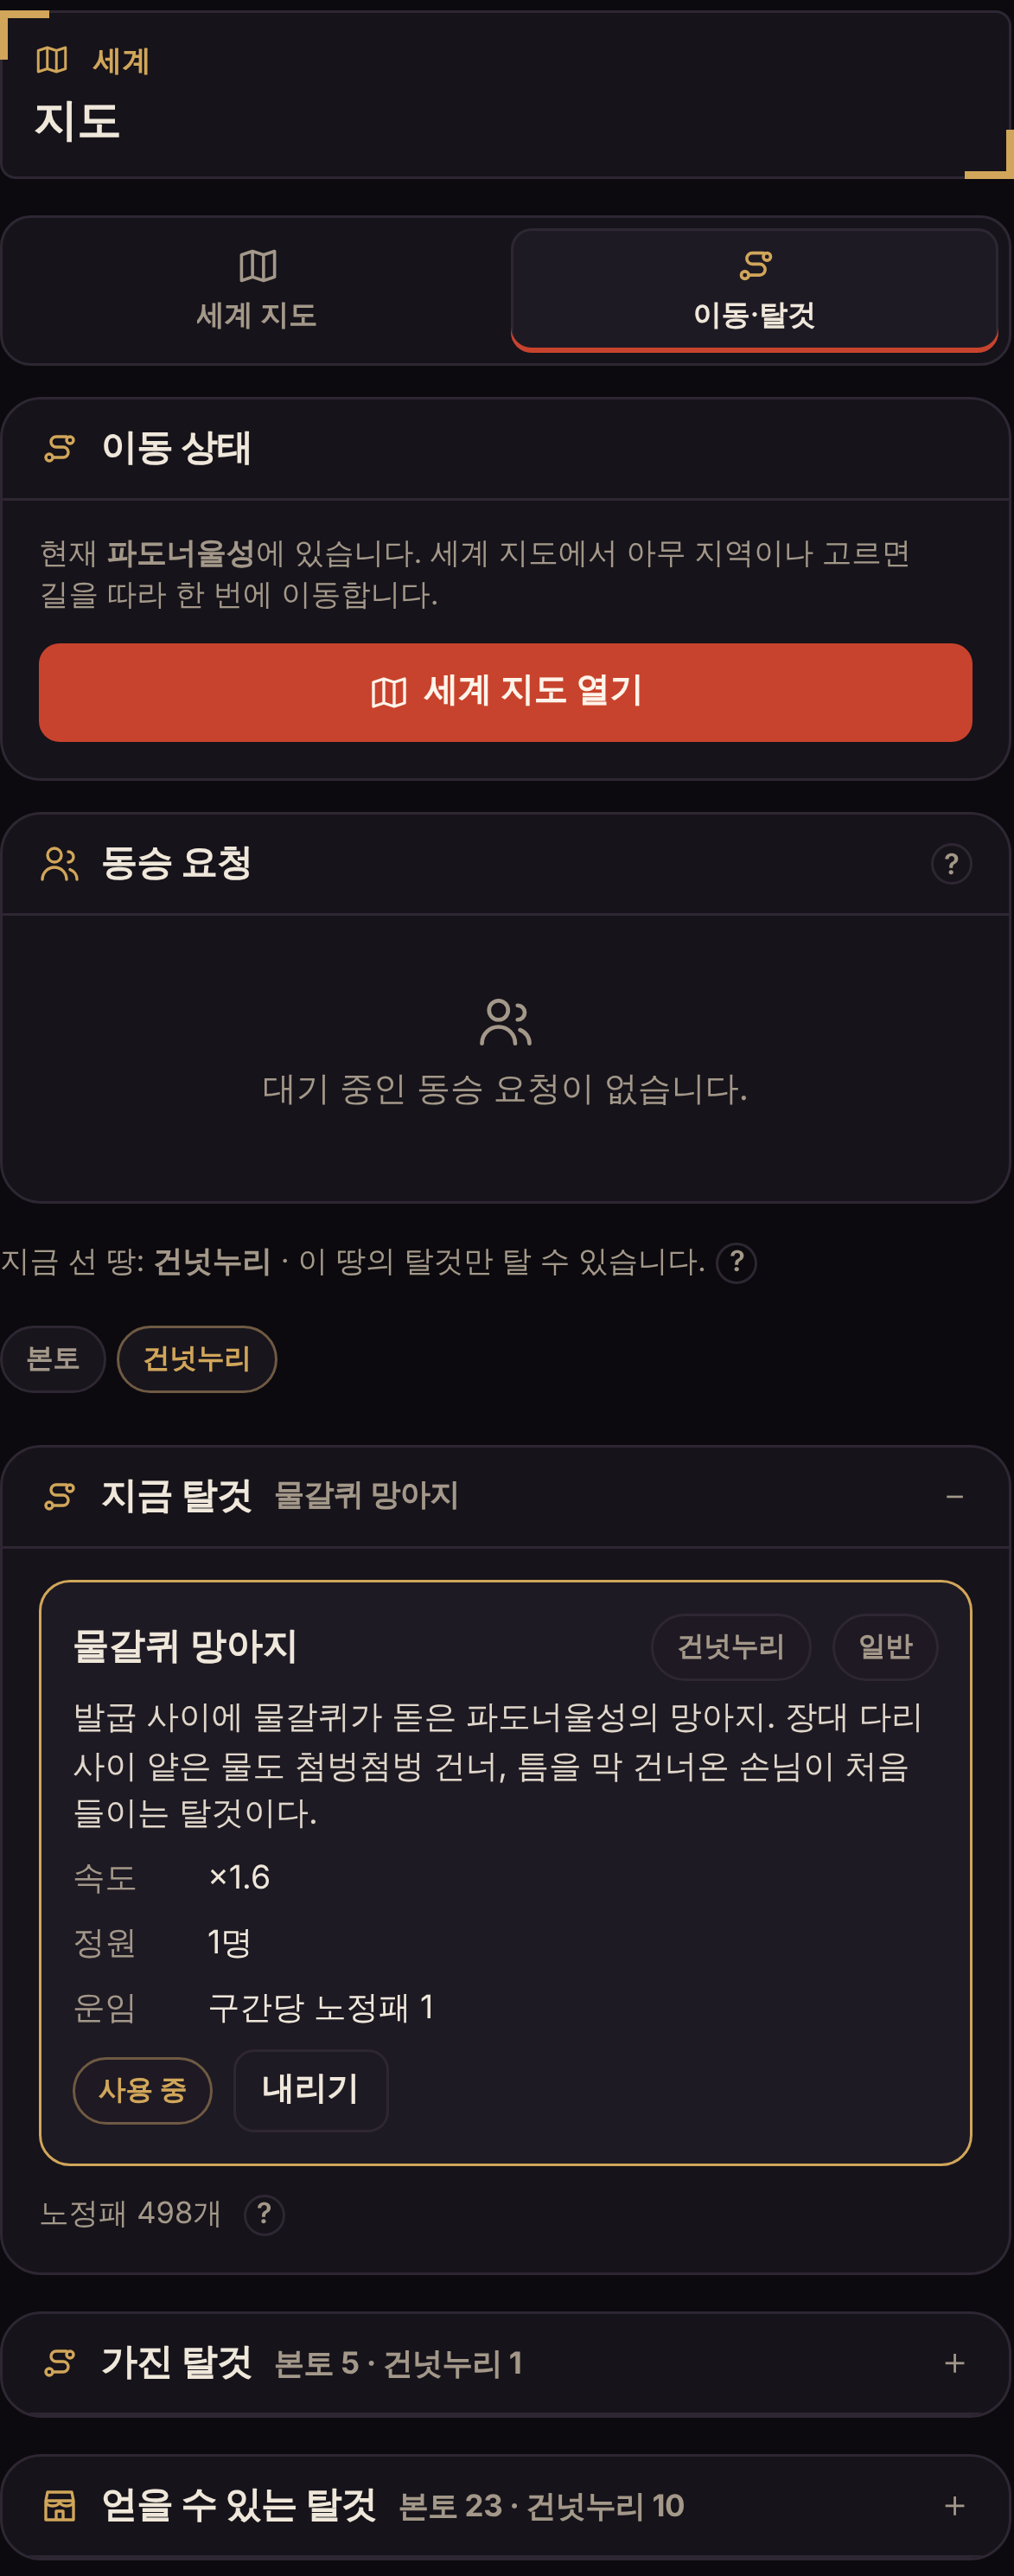 세계
지도
세계 지도
이동·탈것
이동 상태
현재 파도너울성에 있습니다. 세계 지도에서 아무 지역이나 고르면
길을 따라 한 번에 이동합니다.
세계 지도 열기
동승 요청 ?
대기 중인 동승 요청이 없습니다.
지금 선 땅: 건넛누리 · 이 땅의 탈것만 탈 수 있습니다. ?
본토 건넛누리
지금 탈것 물갈퀴 망아지 −
물갈퀴 망아지 건넛누리 일반
발굽 사이에 물갈퀴가 돋은 파도너울성의 망아지. 장대 다리
사이 얕은 물도 첨벙첨벙 건너, 틈을 막 건너온 손님이 처음
들이는 탈것이다.
속도 ×1.6
정원 1명
운임 구간당 노정패 1
사용 중 내리기
노정패 498개 ?
가진 탈것 본토 5 · 건넛누리 1 +
얻을 수 있는 탈것 본토 23 · 건넛누리 10 +